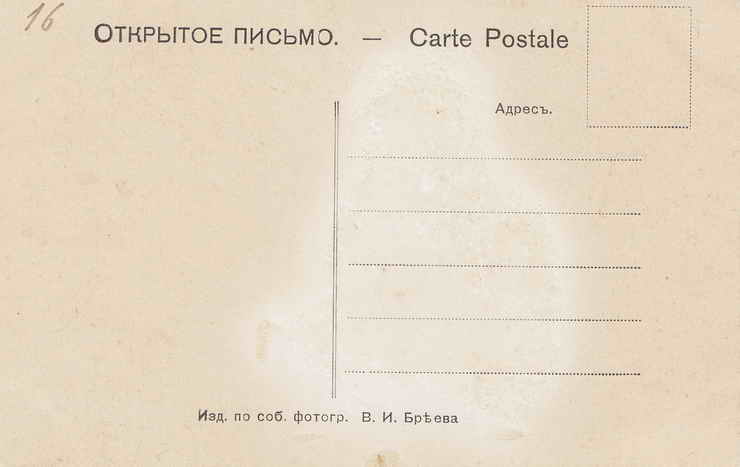 16
Открытое письмо. — Carte Postale
Адресъ.
Изд. по соб. фотогр. В. И. Брѣева